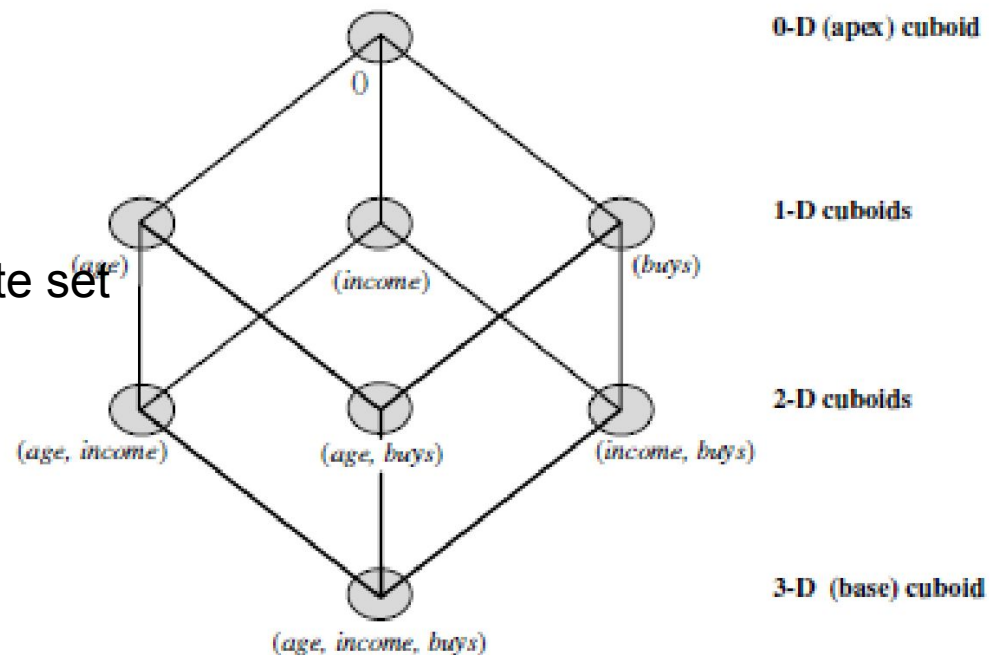 0-D (apex) cuboid
()
1-D cuboids
(age)
(income)
(buys)
te set
2-D cuboids
(age, income)
(age, buys)
(income, buys)
3-D (base) cuboid
(age, income, buys)